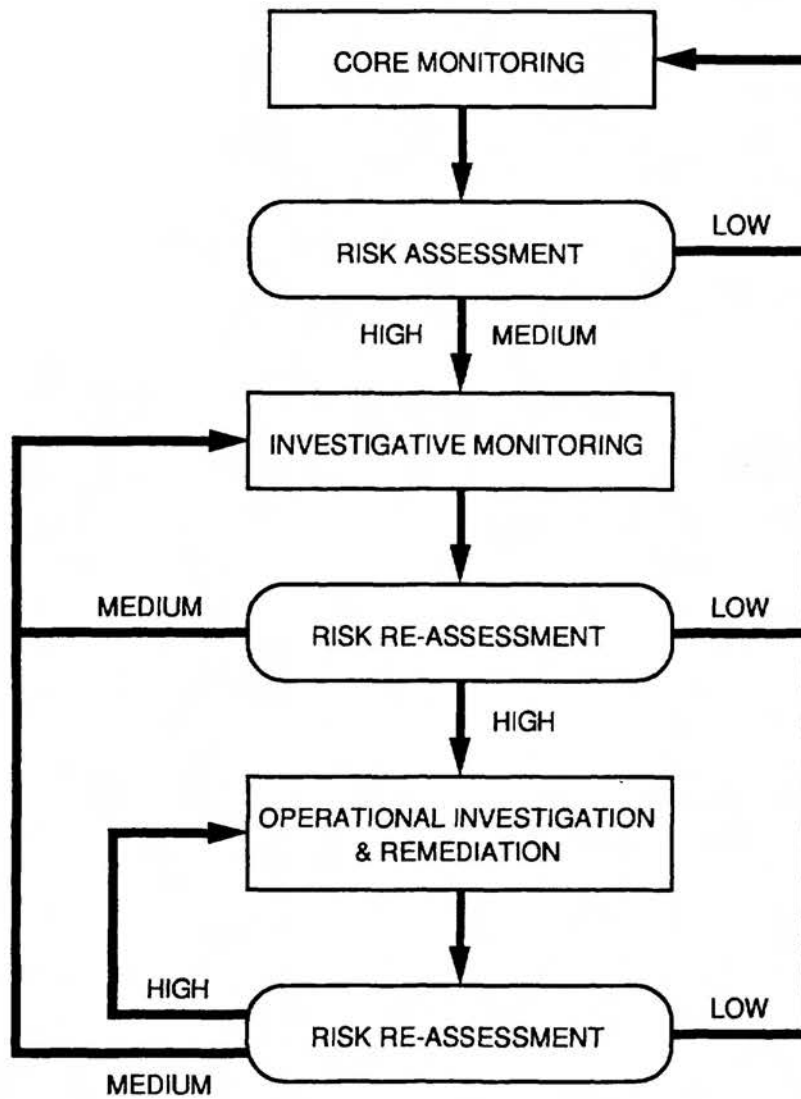 CORE MONITORING
RISK ASSESSMENT
LOW
HIGH
MEDIUM
INVESTIGATIVE MONITORING
MEDIUM
RISK RE-ASSESSMENT
LOW
HIGH
OPERATIONAL INVESTIGATION
& REMEDIATION
HIGH
RISK RE-ASSESSMENT
LOW
MEDIUM